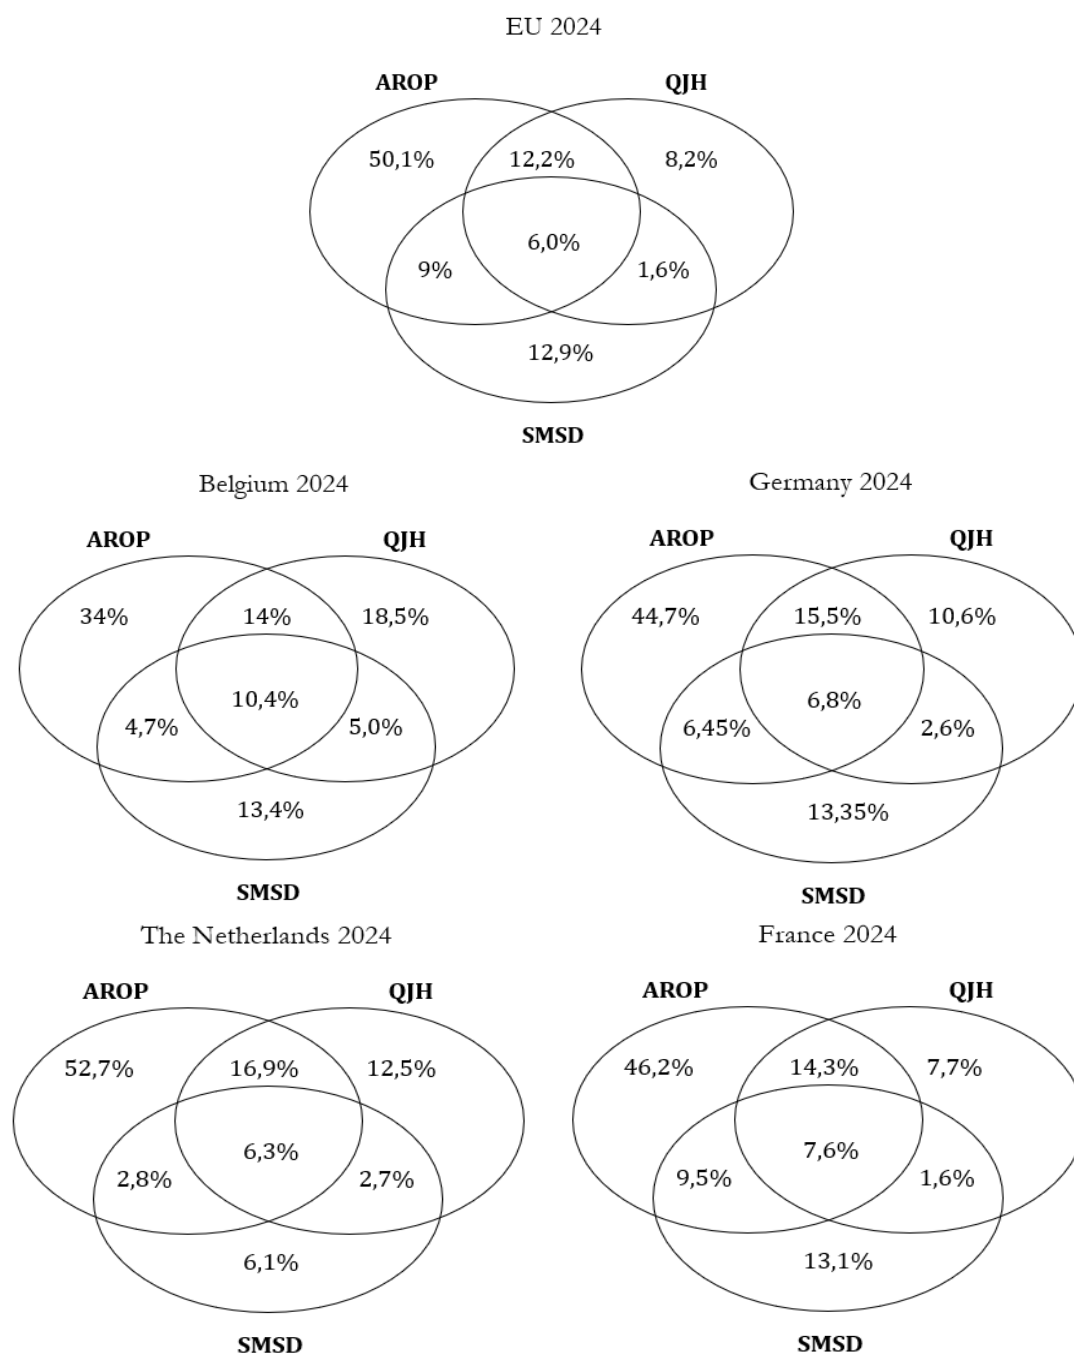 EU 2024
AROP QJH
50,1% 12,2% 8,2%
6,0%
9% 1,6%
12,9%
SMSD
Belgium 2024
AROP QJH
34% 14% 18,5%
10,4%
4,7% 5,0%
13,4%
SMSD
Germany 2024
AROP QJH
44,7% 15,5% 10,6%
6,8%
6,45% 2,6%
13,35%
SMSD
The Netherlands 2024
AROP QJH
52,7% 16,9% 12,5%
6,3%
2,8% 2,7%
6,1%
SMSD
France 2024
AROP QJH
46,2% 14,3% 7,7%
7,6%
9,5% 1,6%
13,1%
SMSD